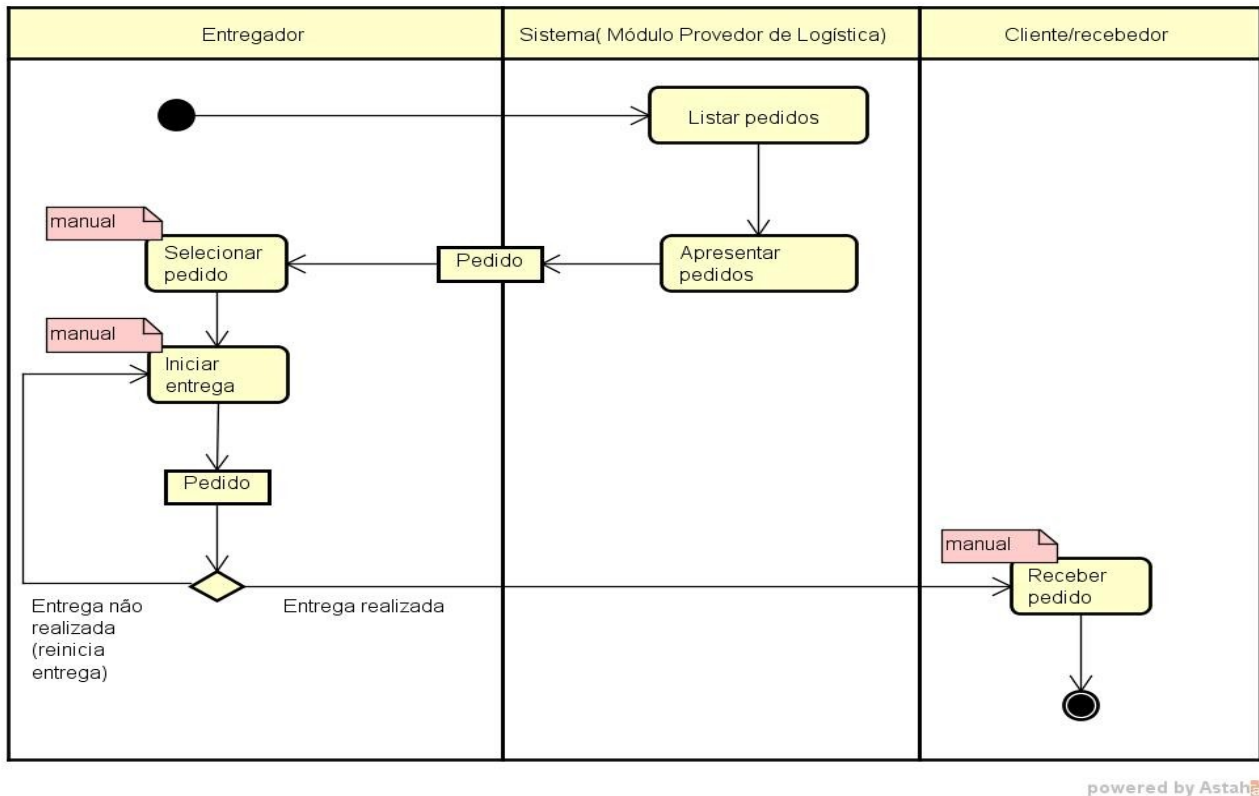 Entregador
Sistema( Módulo Provedor de Logística)
Cliente/recebedor
Listar pedidos
manual
Selecionar
pedido
Pedido
Apresentar
pedidos
manual
Iniciar
entrega
Pedido
manual
Receber
pedido
Entrega não
realizada
(reinicia
entrega)
Entrega realizada
powered by Astah